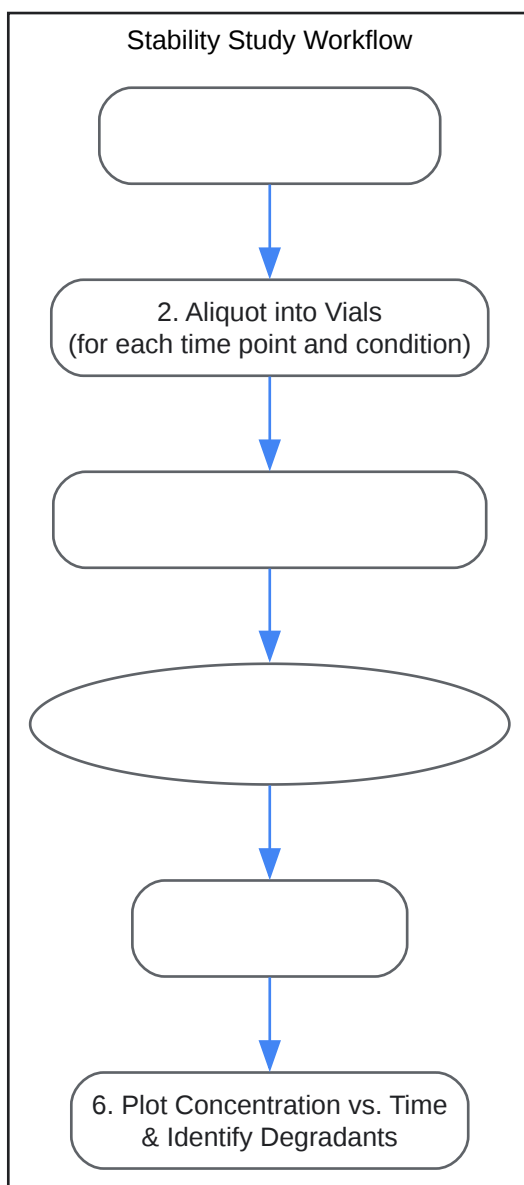 Stability Study Workflow
2. Aliquot into Vials
(for each time point and condition)
6. Plot Concentration vs. Time
& Identify Degradants